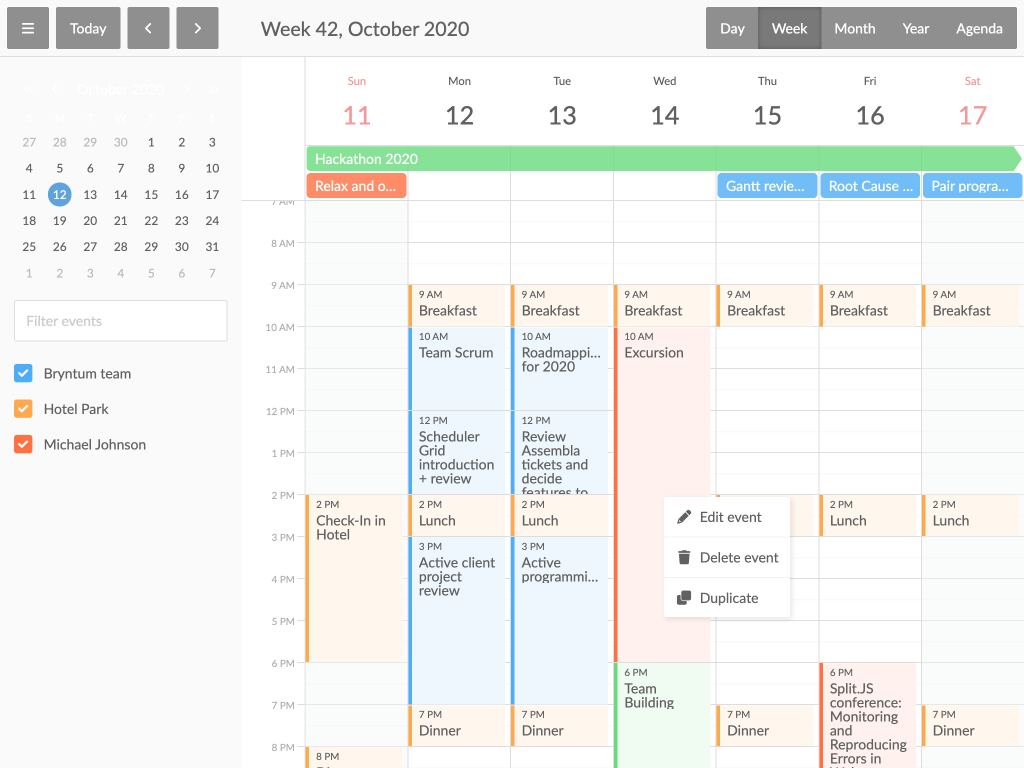 Today
Week 42, October 2020
Day Week Month Year Agenda
October 2020
27 28 29 30 1 2 3
4 5 6 7 8 9 10
11 12 13 14 15 16 17
18 19 20 21 22 23 24
25 26 27 28 29 30 31
1 2 3 4 5 6 7
Filter events
Bryntum team
Hotel Park
Michael Johnson
Sun Mon Tue Wed Thu Fri Sat
11 12 13 14 15 16 17
Hackathon 2020
Relax and o... Gantt revie... Root Cause ... Pair progra...
7 AM
8 AM
9 AM
10 AM
11 AM
12 PM
1 PM
2 PM
3 PM
4 PM
5 PM
6 PM
7 PM
8 PM
2 PM
Check-In in
Hotel
8 PM
9 AM
Breakfast
10 AM
Team Scrum
12 PM
Scheduler
Grid
introduction
+ review
2 PM
Lunch
3 PM
Active client
project
review
7 PM
Dinner
9 AM
Breakfast
10 AM
Roadmappi...
for 2020
12 PM
Review
Assembla
tickets and
decide
features to
2 PM
Lunch
3 PM
Active
programmi...
7 PM
Dinner
9 AM
Breakfast
10 AM
Excursion
6 PM
Team
Building
Edit event
Delete event
Duplicate
9 AM
Breakfast
7 PM
Dinner
9 AM
Breakfast
2 PM
Lunch
6 PM
Split.JS
conference:
Monitoring
and
Reproducing
Errors in
9 AM
Breakfast
2 PM
Lunch
7 PM
Dinner